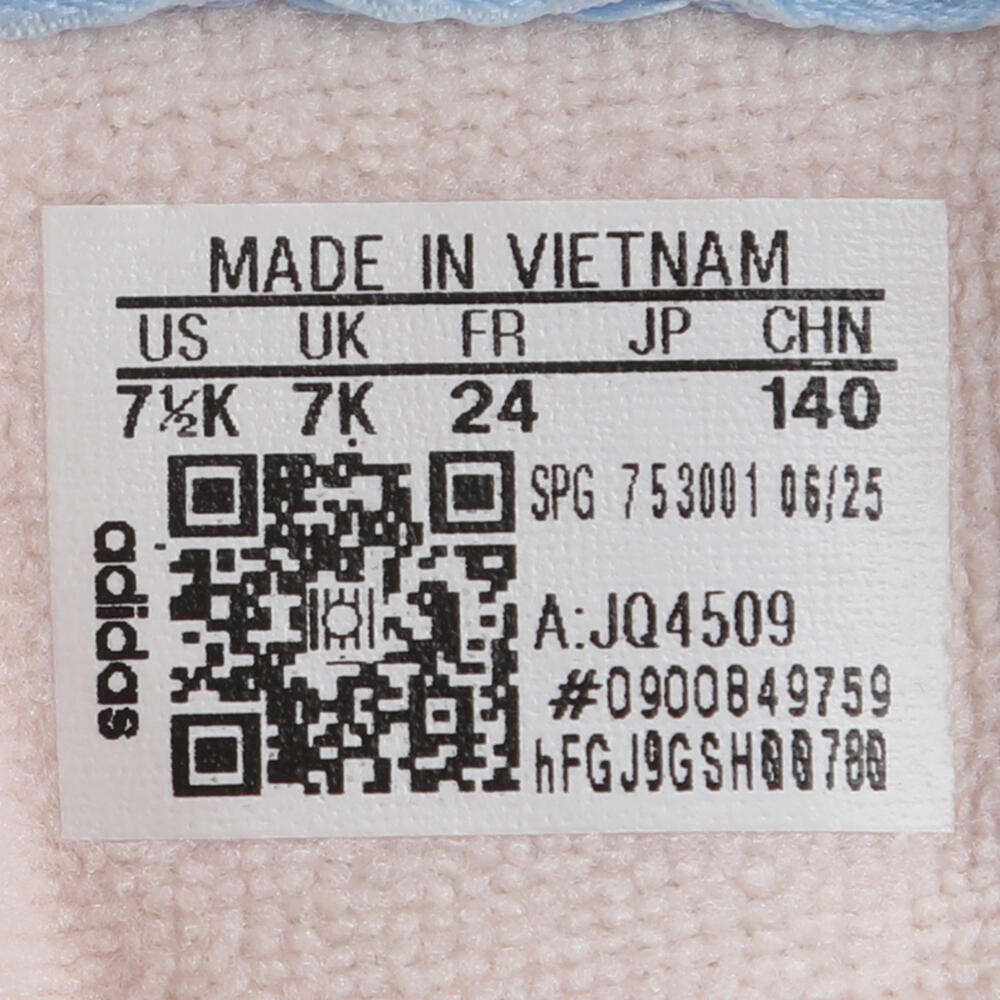 MADE IN VIETNAM
US UK FR JP CHN
7½K 7K 24 140
SPG 753001 06/25
A:JQ4509
#0900849759
hFGJ9GSH00780
adidas